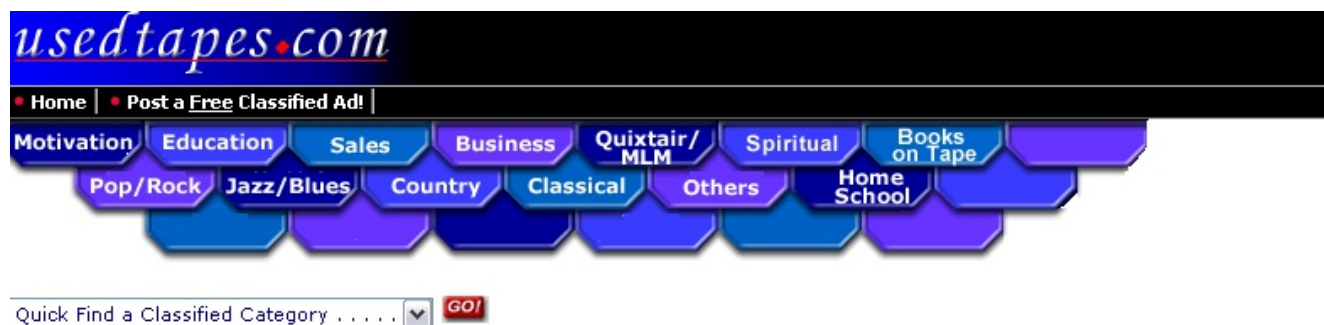 usedtapes.com
• Home | • Post a Free Classified Ad! |
Motivation Education Sales Business Quixtair/ MLM Spiritual Books on Tape
Pop/Rock Jazz/Blues Country Classical Others Home School
Quick Find a Classified Category . . . . . GO!